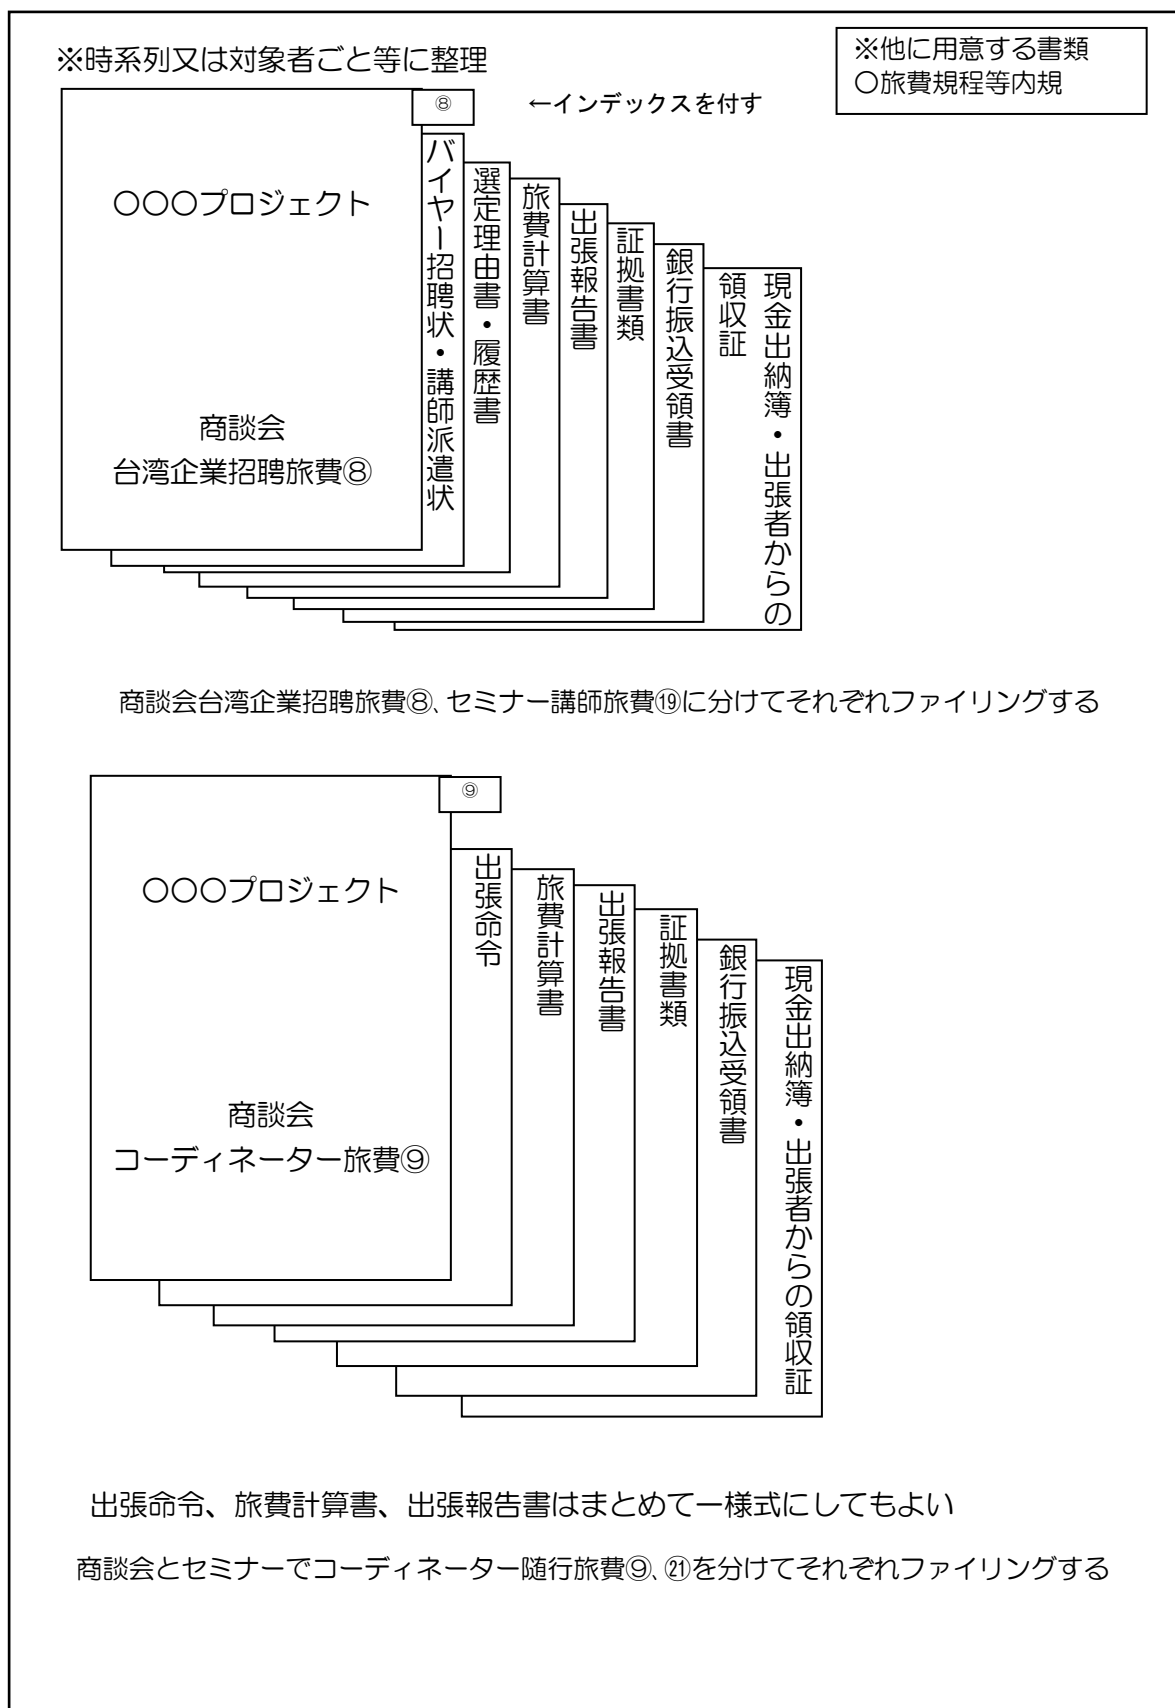 ※時系列又は対象者ごと等に整理
※他に用意する書類
〇旅費規程等内規
⑧
←インデックスを付す
〇〇〇プロジェクト
商談会
台湾企業招聘旅費⑧
バイヤー招聘状・講師派遣状
選定理由書・履歴書
旅費計算書
出張報告書
証拠書類
銀行振込受領書
現金出納簿・出張者からの
領収証
商談会台湾企業招聘旅費⑧、セミナー講師旅費⑲に分けてそれぞれファイリングする
⑨
〇〇〇プロジェクト
商談会
コーディネーター旅費⑨
出張命令
旅費計算書
出張報告書
証拠書類
銀行振込受領書
現金出納簿・出張者からの領収証
出張命令、旅費計算書、出張報告書はまとめて一様式にしてもよい
商談会とセミナーでコーディネーター随行旅費⑨、㉑を分けてそれぞれファイリングする